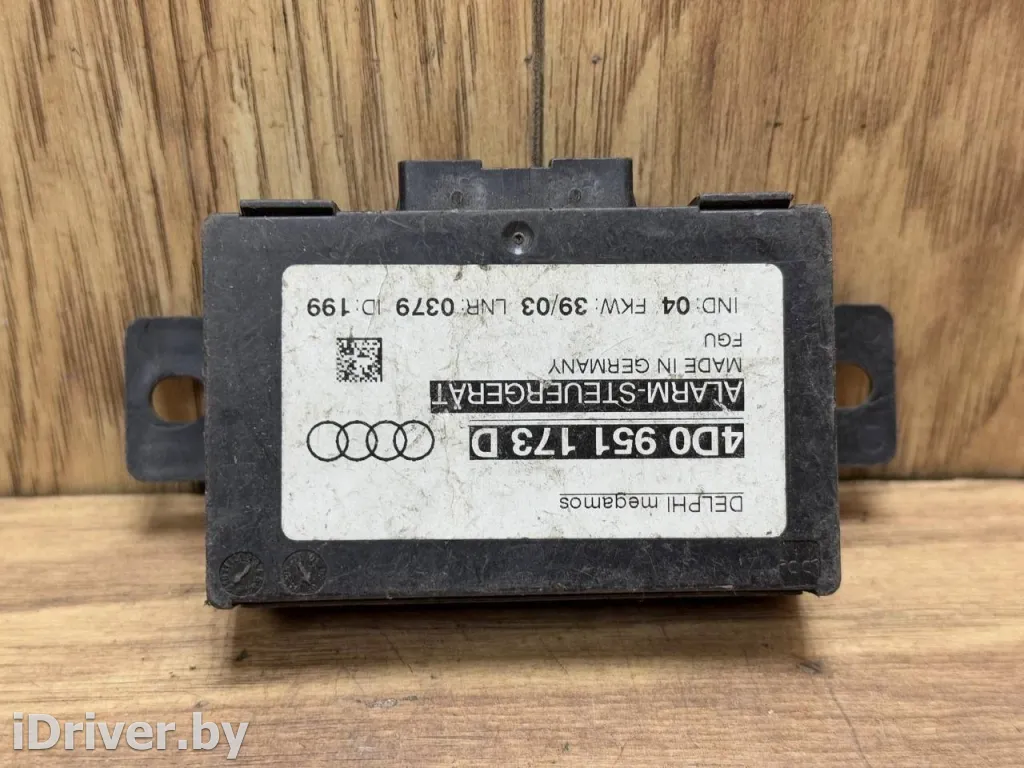 DELPHI megamos
4D0 951 173 D
ALARM-STEUERGERÄT
MADE IN GERMANY
FGU
IND: 04 FKW: 39/03 LNR: 0379 ID: 199
iDriver.by